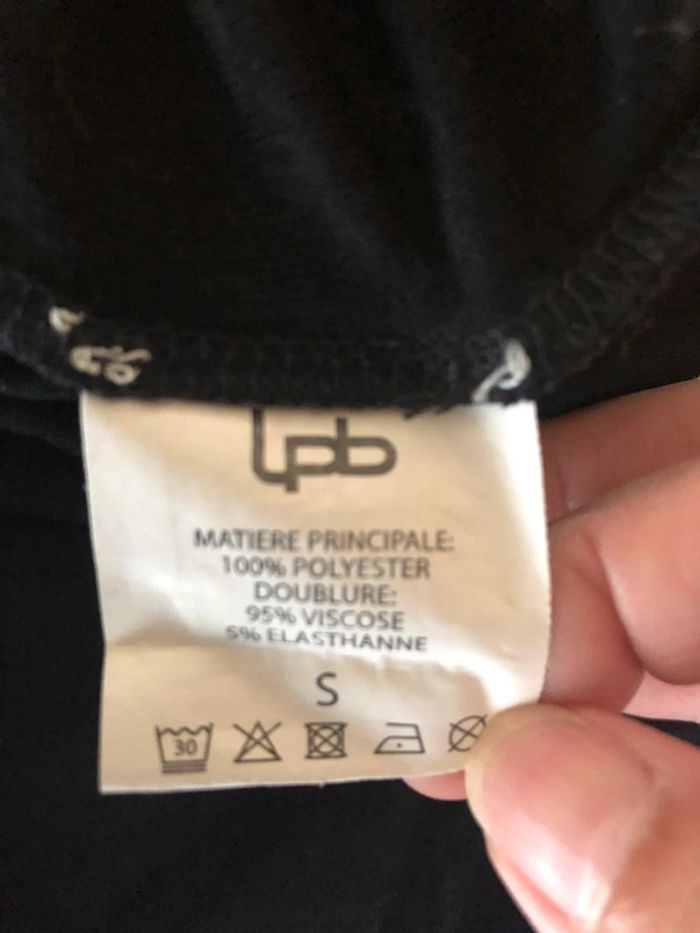 lpb
MATIERE PRINCIPALE:
100% POLYESTER
DOUBLURE:
95% VISCOSE
5% ELASTHANNE
S
30